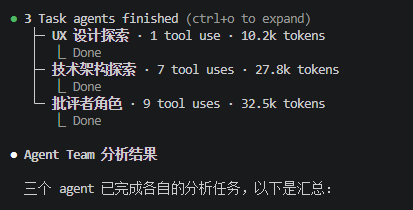 ● 3 Task agents finished (ctrl+o to expand)
├─ UX 设计探索 · 1 tool use · 10.2k tokens
│ ⎿ Done
├─ 技术架构探索 · 7 tool uses · 27.8k tokens
│ ⎿ Done
└─ 批评者角色 · 9 tool uses · 32.5k tokens
⎿ Done
● Agent Team 分析结果
三个 agent 已完成各自的分析任务，以下是汇总：